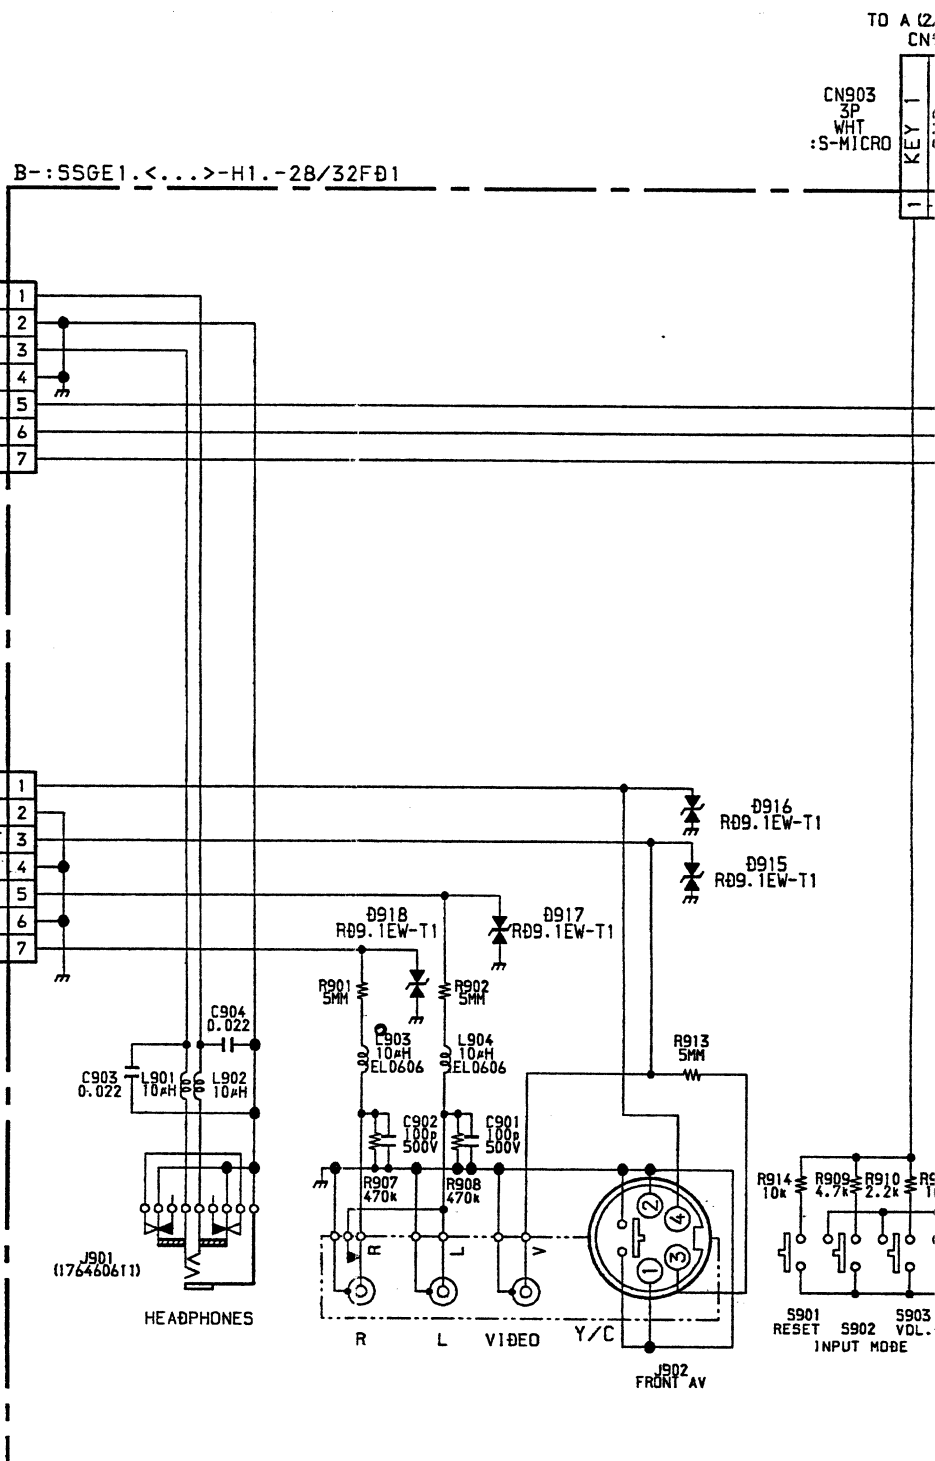 TO A (2
CN
CN903
3P
WHT
:S-MICRO
KEY 1
1
B-:SSGE1.<...>-H1.-28/32FD1
1
2
3
4
5
6
7
1
2
3
4
5
6
7
D916
RD9.1EW-T1
D915
RD9.1EW-T1
D918
RD9.1EW-T1
D917
RD9.1EW-T1
R901
5MM
R902
5MM
C904
0.022
L903
10µH
EL0606
L904
10µH
EL0606
R913
5MM
C903
0.022
L901
10µH
L902
10µH
C902
100p
500V
C901
100p
500V
R907
470k
R908
470k
R914
10k
R909
4.7k
R910
2.2k
R
L
V
2
4
1
3
J901
(176460611)
HEADPHONES
R
L
VIDEO
Y/C
J902
FRONT AV
S901
RESET
S902
INPUT MODE
S903
VOL.